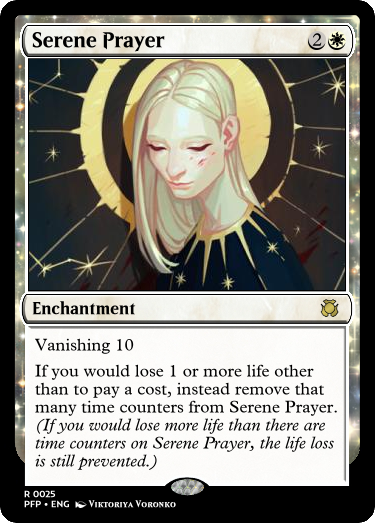 Serene Prayer 2
Enchantment
Vanishing 10
If you would lose 1 or more life other
than to pay a cost, instead remove that
many time counters from Serene Prayer.
(If you would lose more life than there are
time counters on Serene Prayer, the life loss
is still prevented.)
R 0025
PFP • ENG Viktoriya Voronko